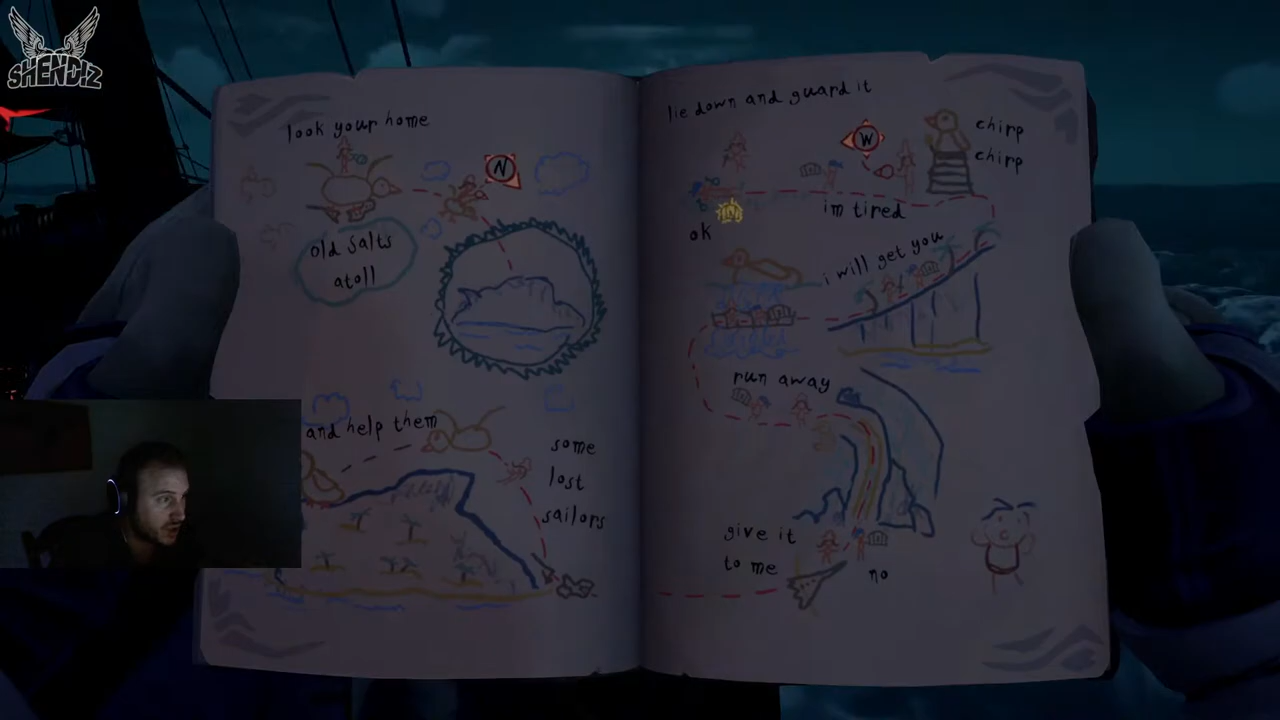 SHENDIZ
look your home
N
old Salts
atoll
and help them
some
lost
sailors
lie down and guard it
W
chirp
chirp
im tired
ok
i will get you
run away
give it
to me
no